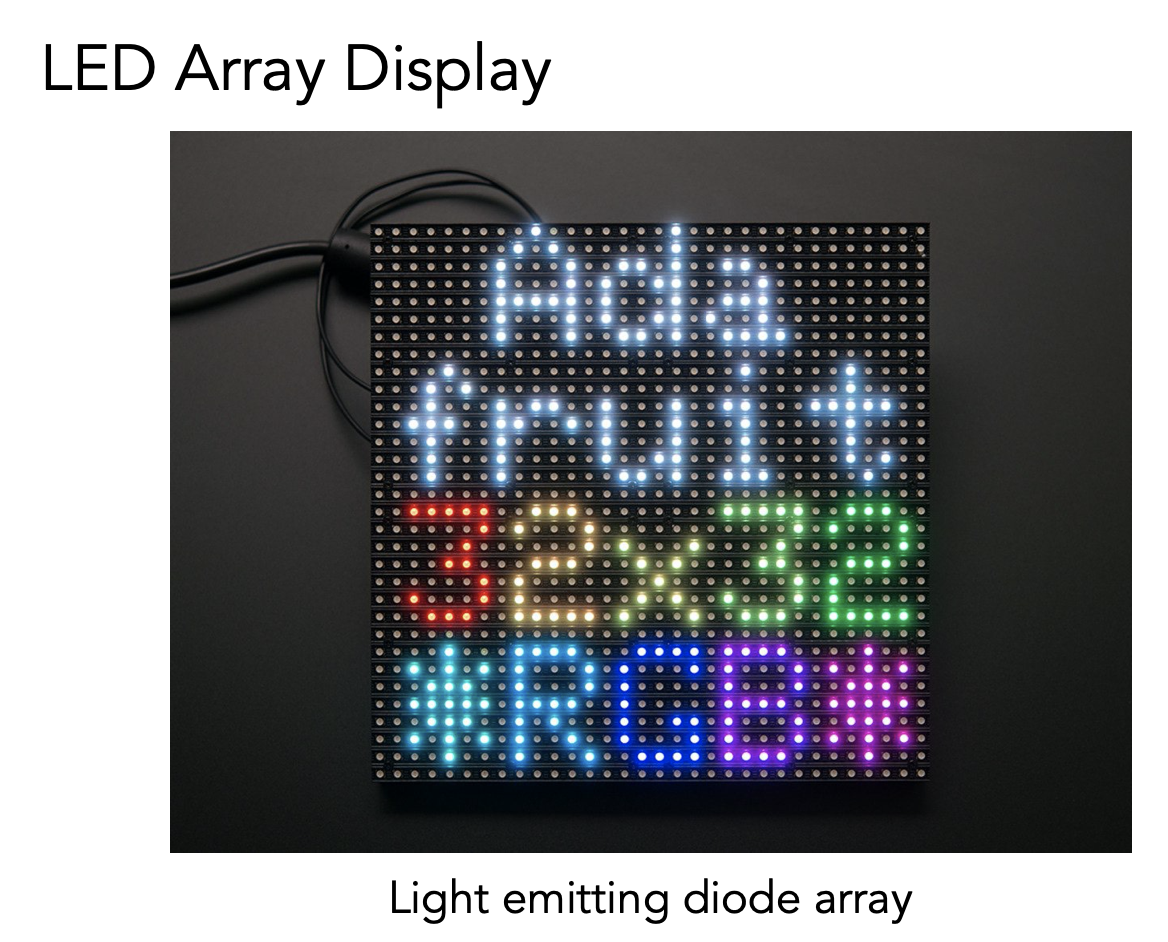 LED Array Display
Ada
fruit
32x32
*RGB*
Light emitting diode array